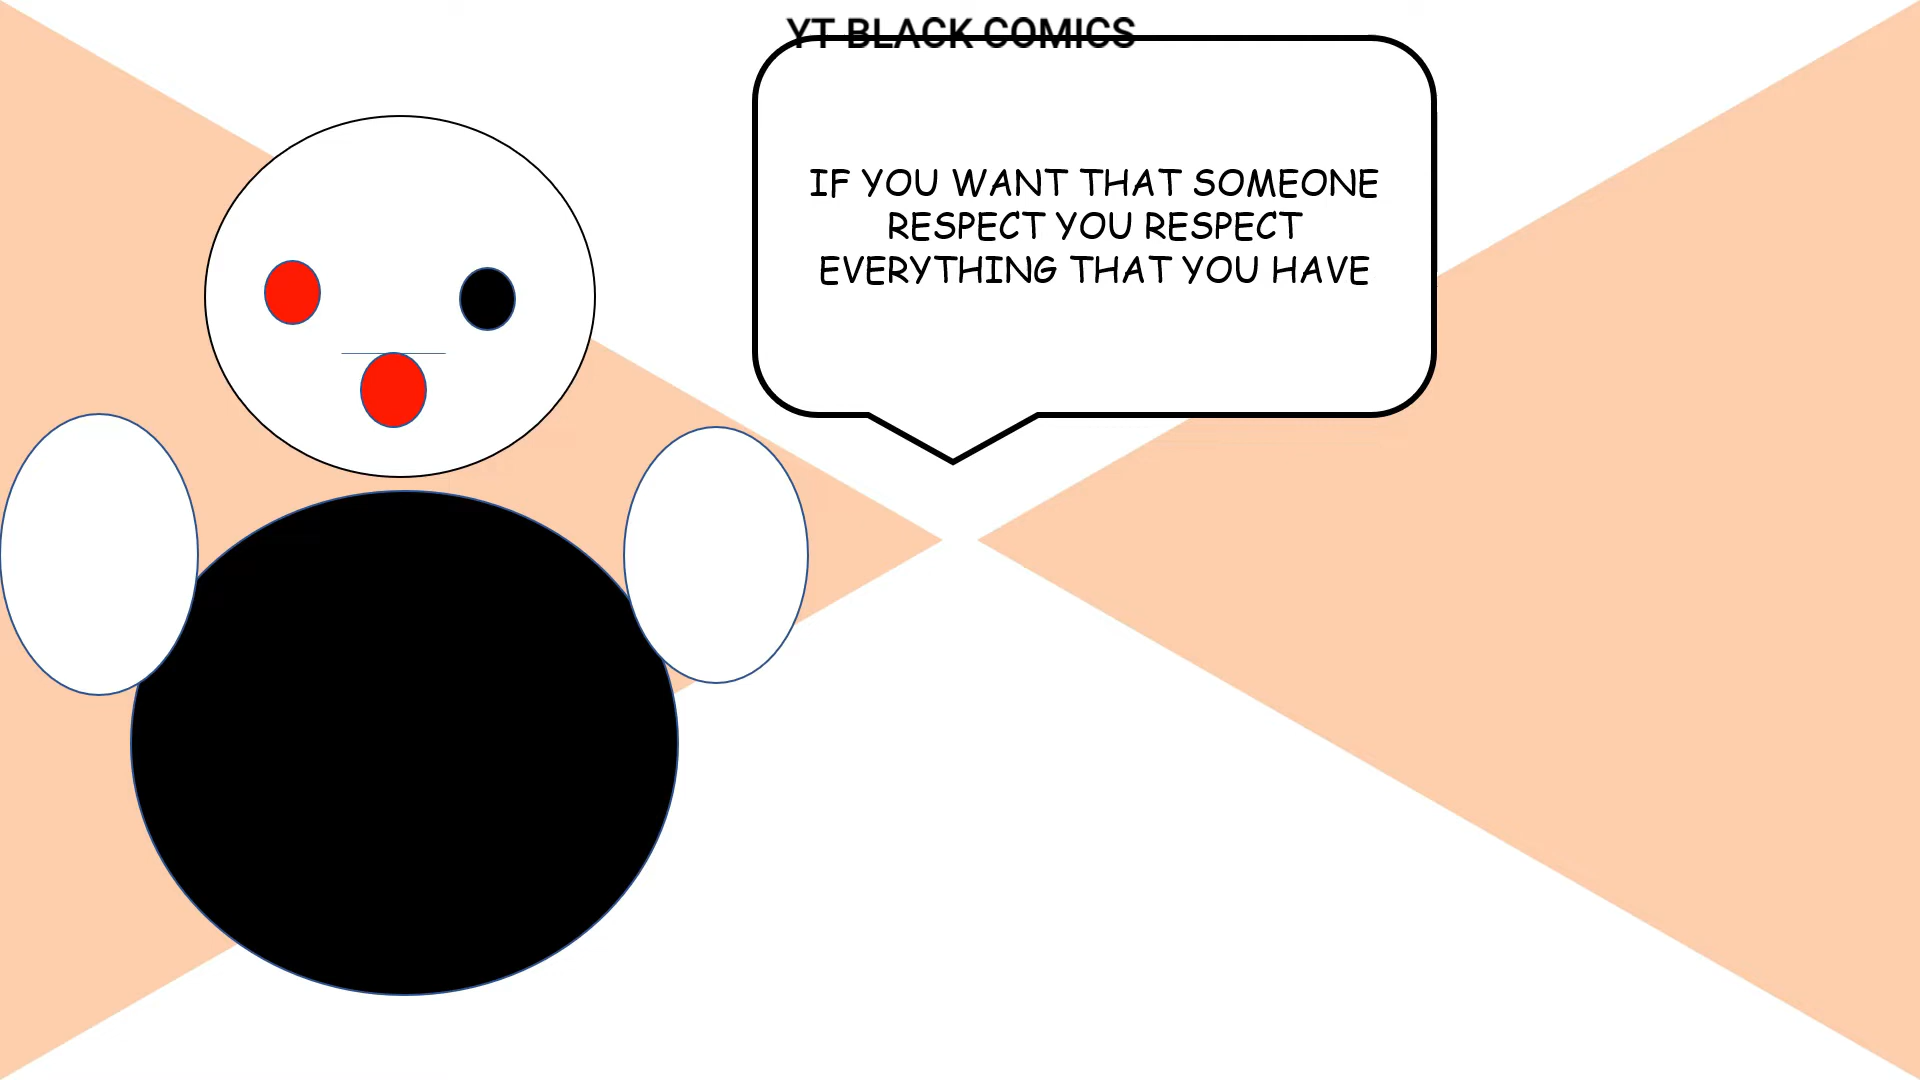 YT BLACK COMICS
IF YOU WANT THAT SOMEONE
RESPECT YOU RESPECT
EVERYTHING THAT YOU HAVE